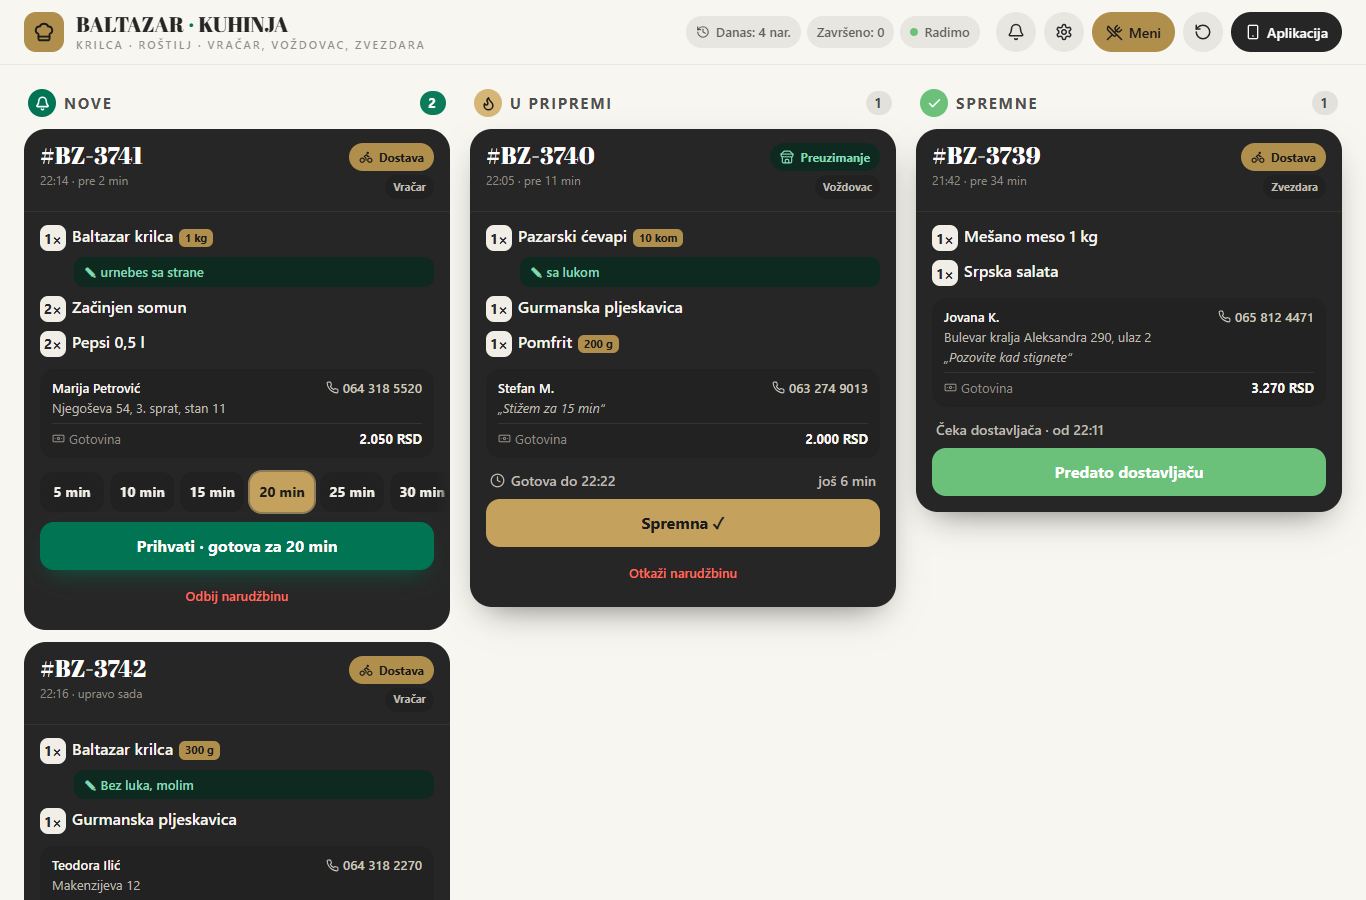 BALTAZAR · KUHINJA
KRILCA · ROŠTILJ · VRAČAR, VOŽDOVAC, ZVEZDARA
Danas: 4 nar.
Završeno: 0
Radimo
Meni
Aplikacija
NOVE
2
#BZ-3741
Dostava
22:14 · pre 2 min
Vračar
1× Baltazar krilca 1 kg
urnebes sa strane
2× Začinjen somun
2× Pepsi 0,5 l
Marija Petrović
064 318 5520
Njegoševa 54, 3. sprat, stan 11
Gotovina
2.050 RSD
5 min
10 min
15 min
20 min
25 min
30 min
Prihvati · gotova za 20 min
Odbij narudžbinu
#BZ-3742
Dostava
22:16 · upravo sada
Vračar
1× Baltazar krilca 300 g
Bez luka, molim
1× Gurmanska pljeskavica
Teodora Ilić
064 318 2270
Makenzijeva 12
U PRIPREMI
1
#BZ-3740
Preuzimanje
22:05 · pre 11 min
Voždovac
1× Pazarski ćevapi 10 kom
sa lukom
1× Gurmanska pljeskavica
1× Pomfrit 200 g
Stefan M.
063 274 9013
„Stižem za 15 min“
Gotovina
2.000 RSD
Gotova do 22:22
još 6 min
Spremna ✓
Otkaži narudžbinu
SPREMNE
1
#BZ-3739
Dostava
21:42 · pre 34 min
Zvezdara
1× Mešano meso 1 kg
1× Srpska salata
Jovana K.
065 812 4471
Bulevar kralja Aleksandra 290, ulaz 2
„Pozovite kad stignete“
Gotovina
3.270 RSD
Čeka dostavljača · od 22:11
Predato dostavljaču